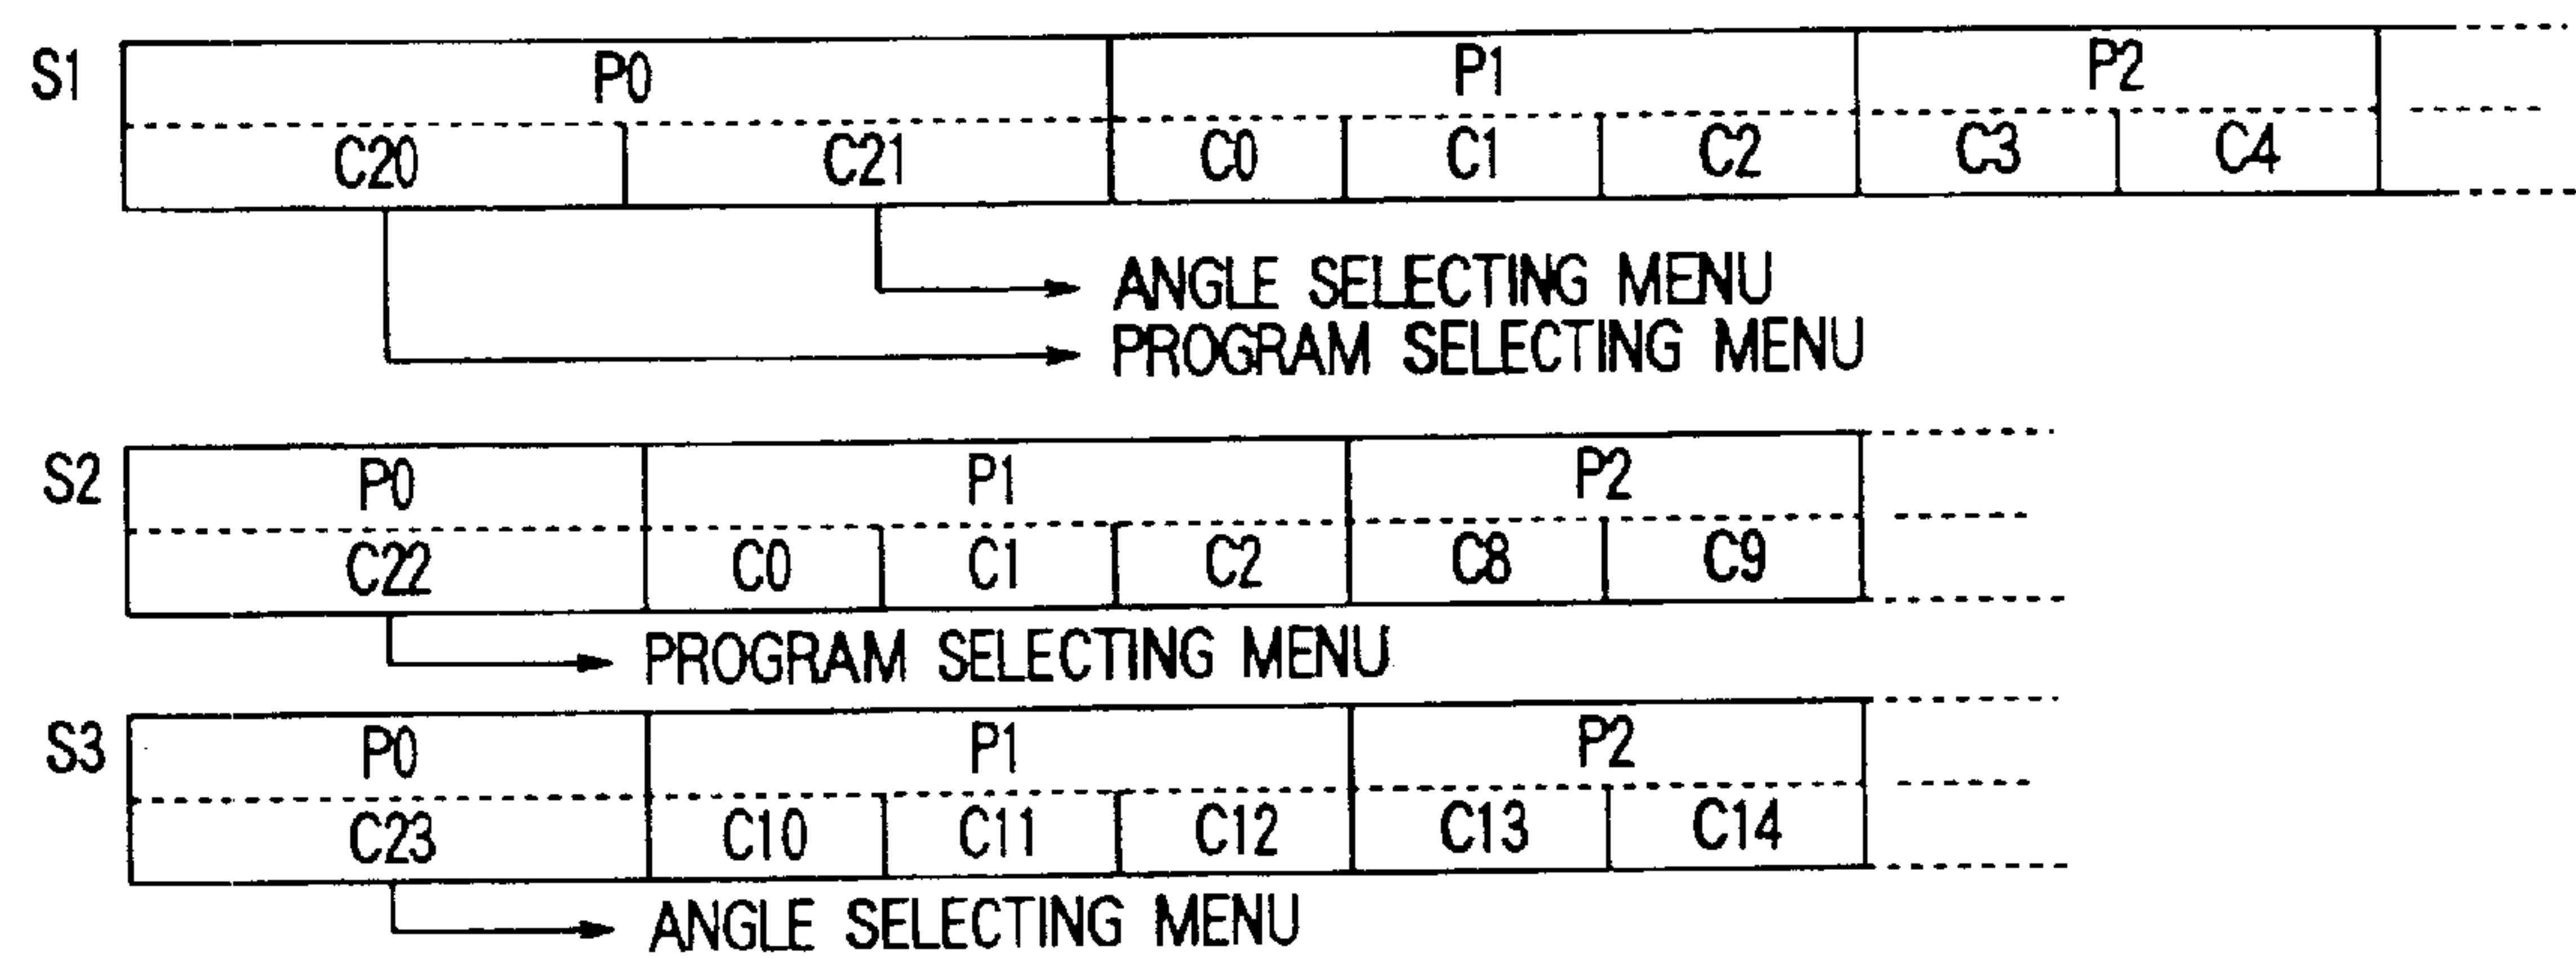 S1 P0 P1 P2
C20 C21 C0 C1 C2 C3 C4
ANGLE SELECTING MENU
PROGRAM SELECTING MENU
S2 P0 P1 P2
C22 C0 C1 C2 C8 C9
PROGRAM SELECTING MENU
S3 P0 P1 P2
C23 C10 C11 C12 C13 C14
ANGLE SELECTING MENU